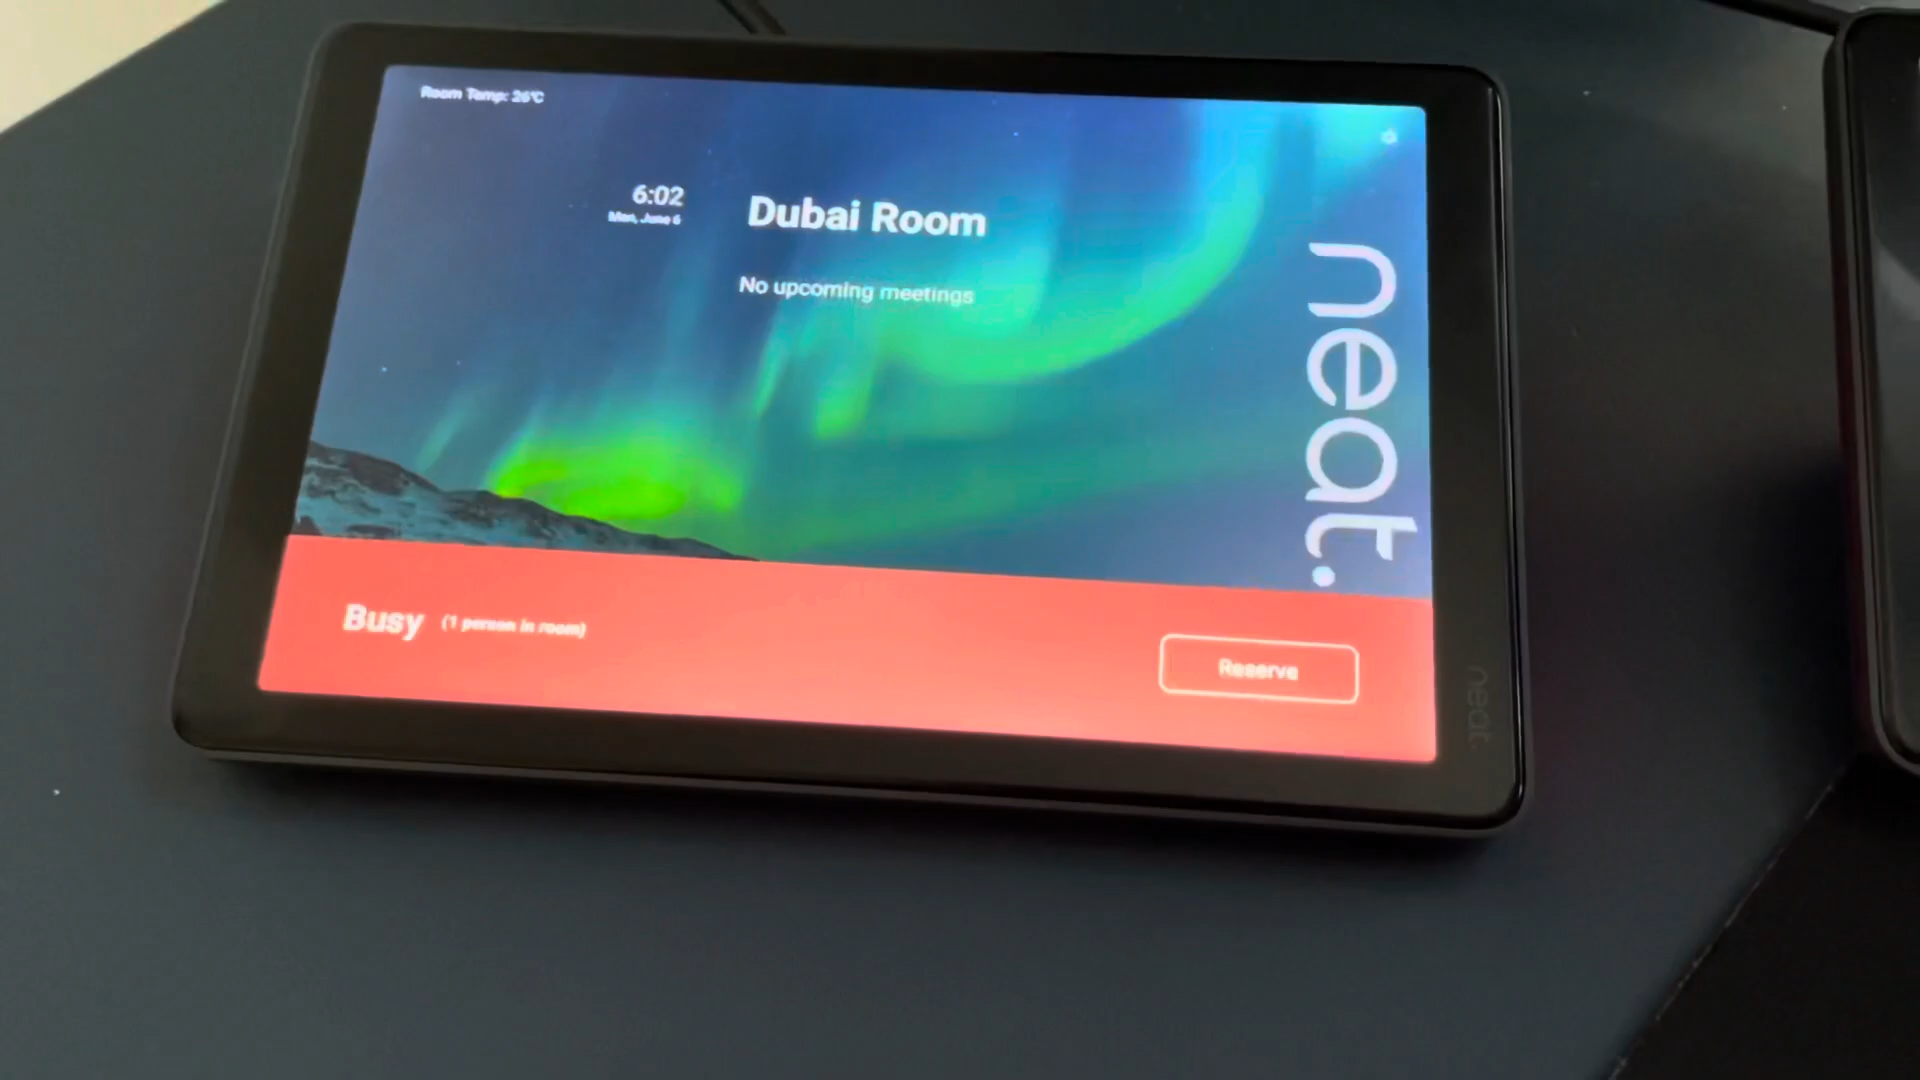 Room Temp: 26°C
6:02
Mon, June 6
Dubai Room
No upcoming meetings
neat.
Busy (1 person in room)
Reserve
neat.